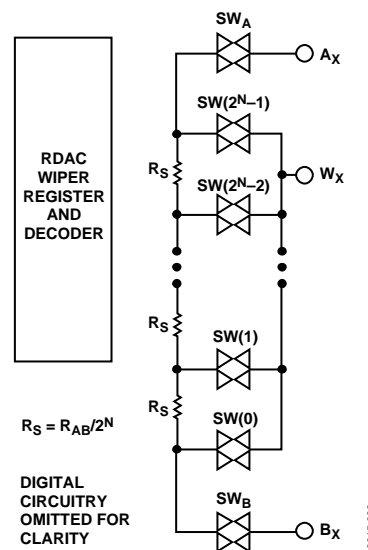 SWA
AX
SW(2N–1)
RDAC
WIPER
REGISTER
AND
DECODER
RS
WX
SW(2N–2)
RS
SW(1)
RS
RS = RAB/2N
SW(0)
DIGITAL
CIRCUITRY
OMITTED FOR
CLARITY
SWB
BX